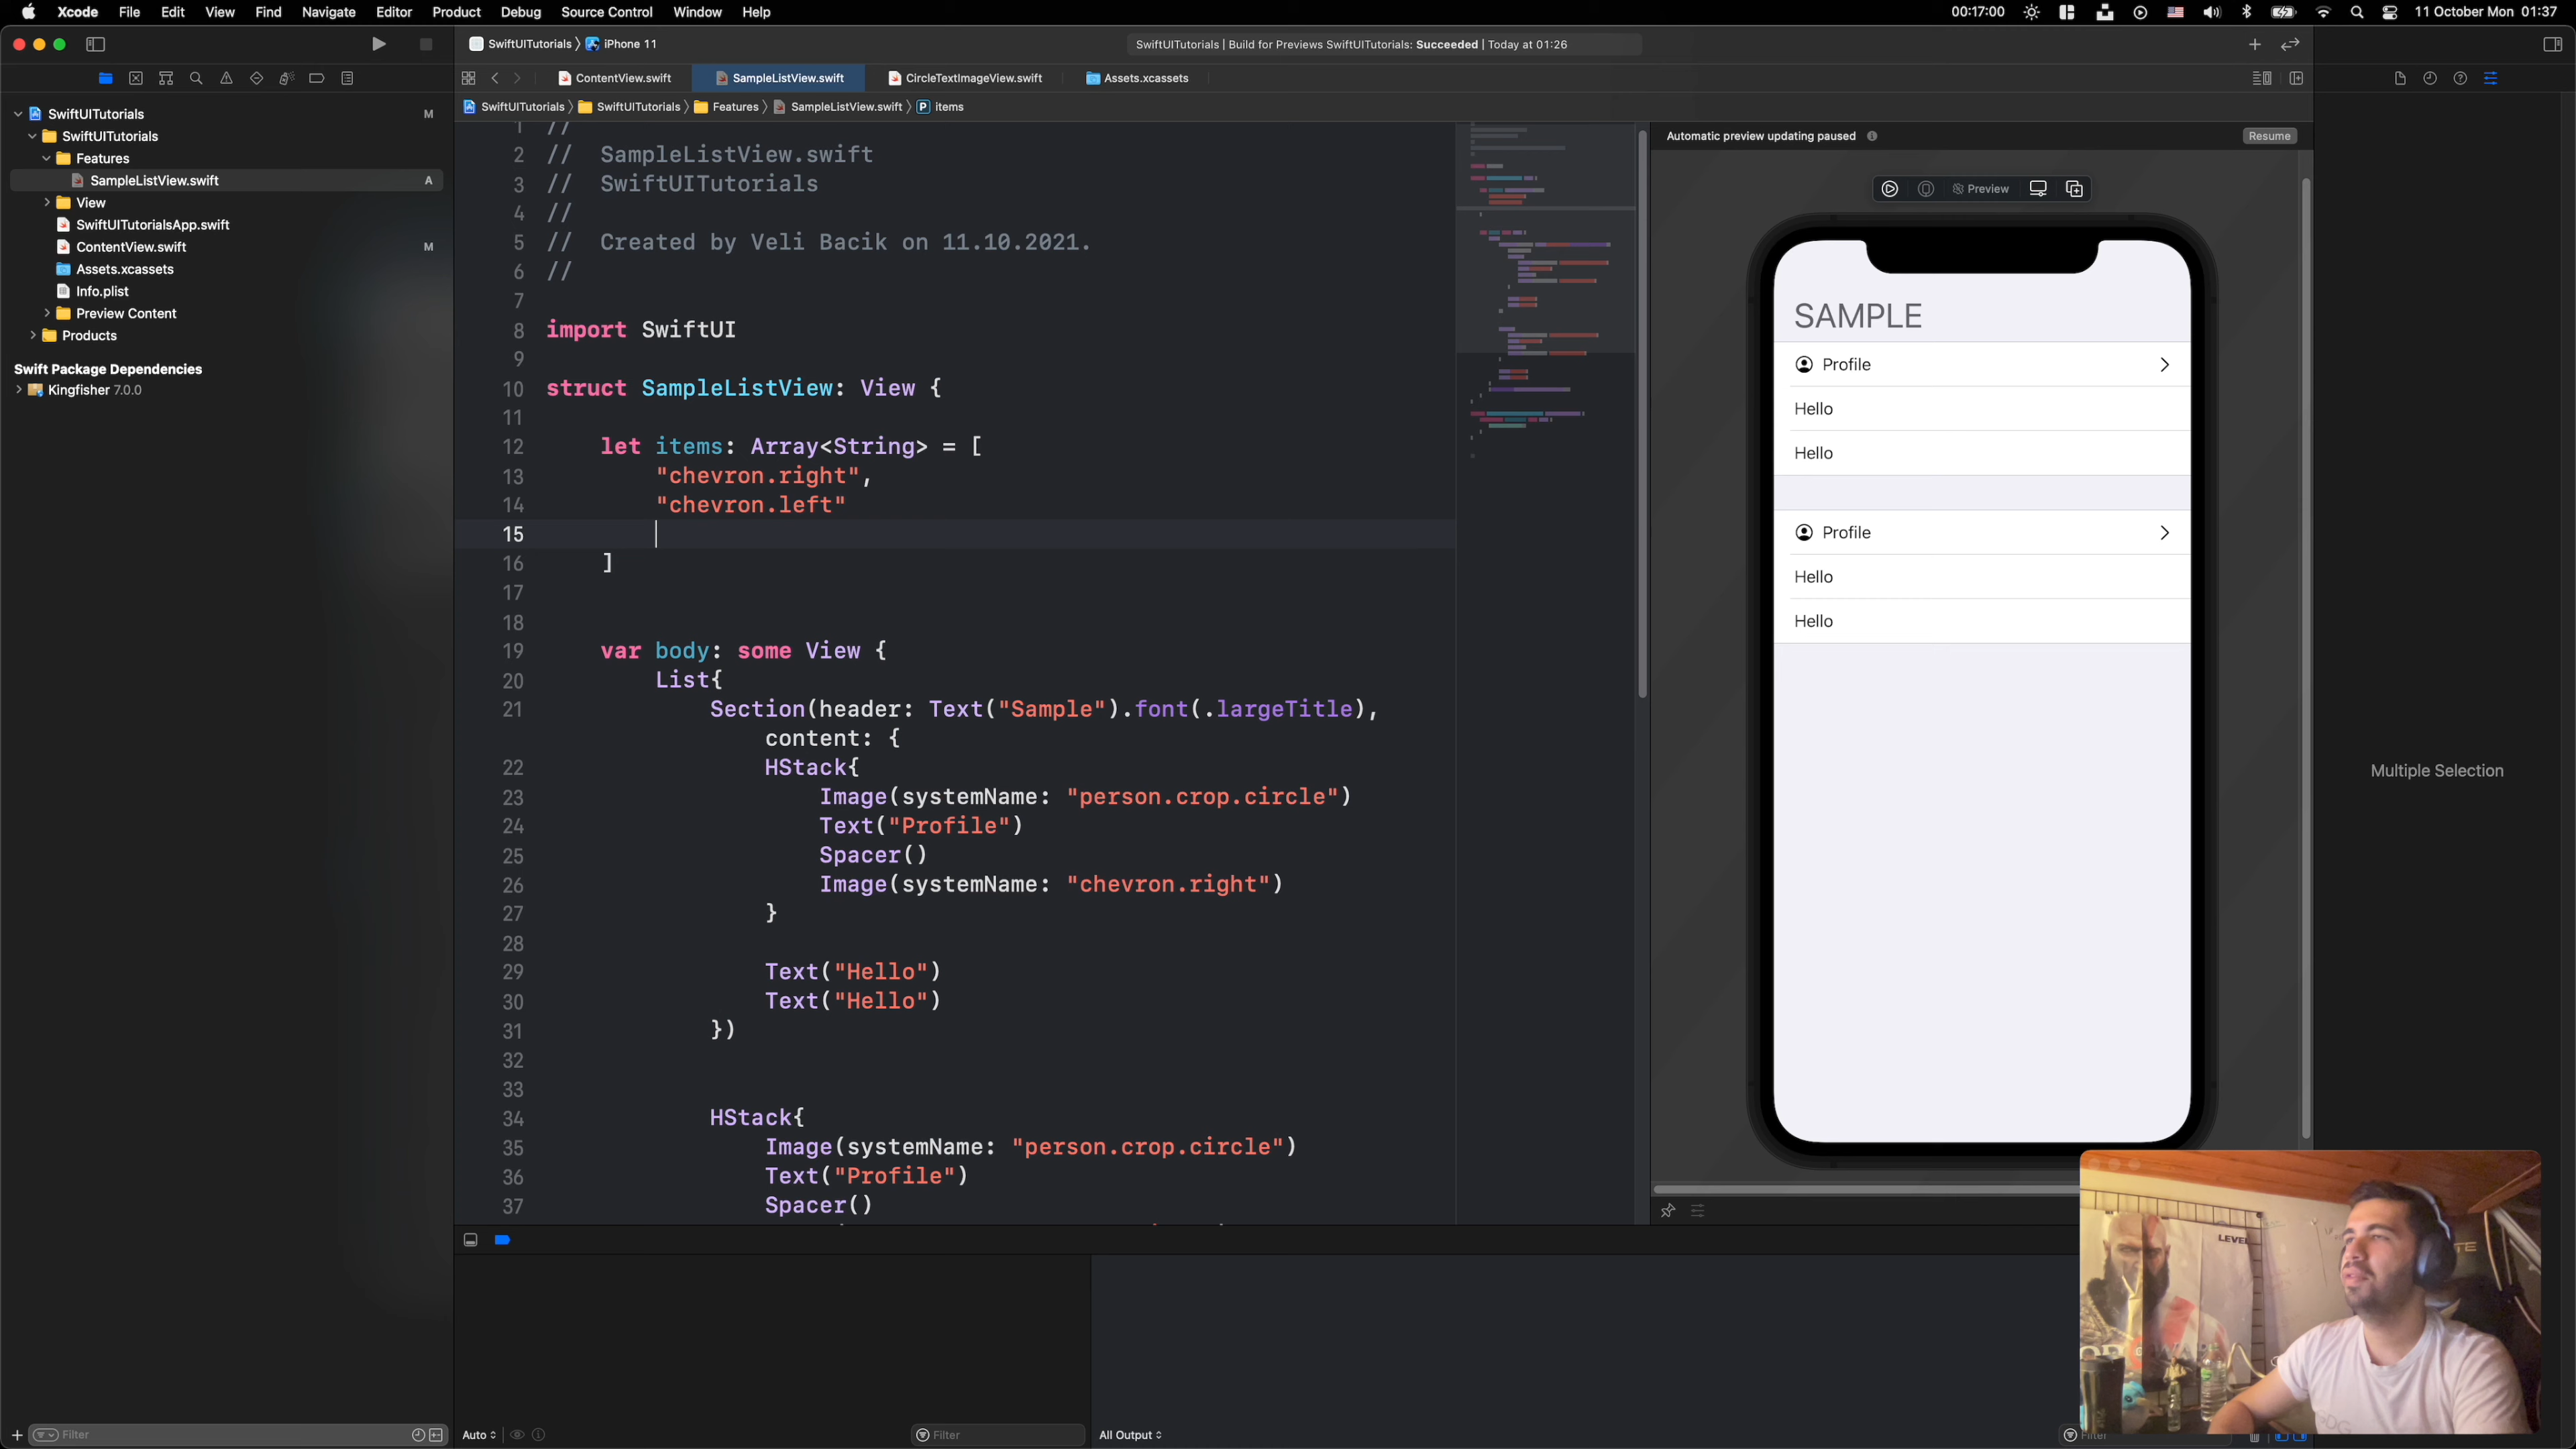 Xcode File Edit View Find Navigate Editor Product Debug Source Control Window Help 00:17:00 11 October Mon 01:37
SwiftUITutorials iPhone 11 SwiftUITutorials | Build for Previews SwiftUITutorials: Succeeded | Today at 01:26
ContentView.swift SampleListView.swift CircleTextImageView.swift Assets.xcassets
SwiftUITutorials SwiftUITutorials Features SampleListView.swift P items
SwiftUITutorials M
SwiftUITutorials
Features
SampleListView.swift A
View
SwiftUITutorialsApp.swift
ContentView.swift M
Assets.xcassets
Info.plist
Preview Content
Products
Swift Package Dependencies
Kingfisher 7.0.0
1 //
2 // SampleListView.swift
3 // SwiftUITutorials
4 //
5 // Created by Veli Bacik on 11.10.2021.
6 //
7
8 import SwiftUI
9
10 struct SampleListView: View {
11
12 let items: Array<String> = [
13 "chevron.right",
14 "chevron.left"
15
16 ]
17
18
19 var body: some View {
20 List{
21 Section(header: Text("Sample").font(.largeTitle),
content: {
22 HStack{
23 Image(systemName: "person.crop.circle")
24 Text("Profile")
25 Spacer()
26 Image(systemName: "chevron.right")
27 }
28
29 Text("Hello")
30 Text("Hello")
31 })
32
33
34 HStack{
35 Image(systemName: "person.crop.circle")
36 Text("Profile")
37 Spacer()
Automatic preview updating paused Resume
Preview
SAMPLE
Profile
Hello
Hello
Profile
Hello
Hello
Multiple Selection
LEVEL
Filter
Auto
Filter
All Output
Filter